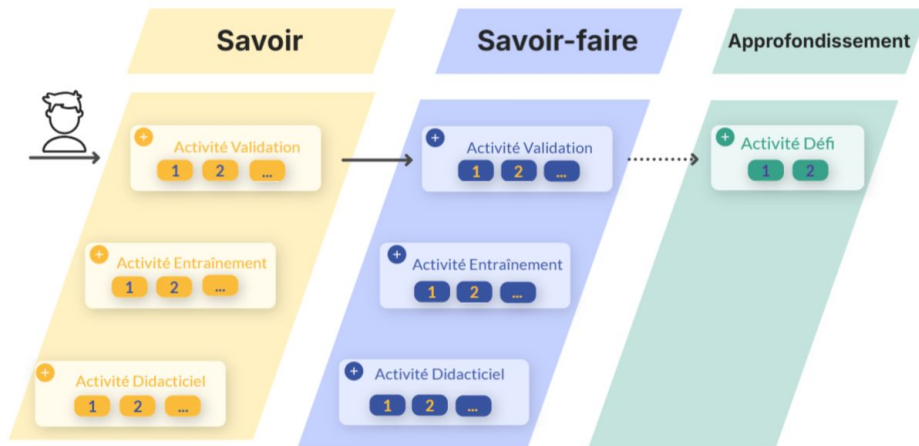 Savoir
Savoir-faire
Approfondissement
+
Activité Validation
1 2 ...
+
Activité Validation
1 2 ...
+
Activité Défi
1 2
+
Activité Entraînement
1 2 ...
+
Activité Entraînement
1 2 ...
+
Activité Didacticiel
1 2 ...
+
Activité Didacticiel
1 2 ...